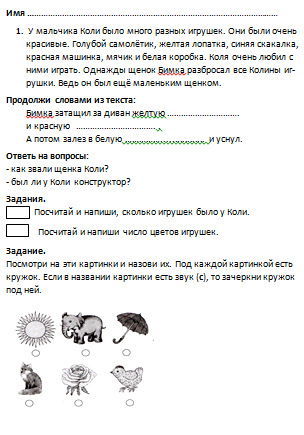 Имя ........................................................................................
1. У мальчика Коли было много разных игрушек. Они были очень
красивые. Голубой самолётик, желтая лопатка, синяя скакалка,
красная машинка, мячик и белая коробка. Коля очень любил с
ними играть. Однажды щенок Бимка,разбросал все Колины иг-
рушки. Ведь он был ещё маленьким щенком.
Продолжи словами из текста:
Бимка,затащил за диван желтую ..............................
и красную ................................. ,
А потом залез в белую................................. и уснул.
Ответь на вопросы:
- как звали щенка Коли?
- был ли у Коли конструктор?
Задания.
Посчитай и напиши, сколько игрушек было у Коли.
Посчитай и напиши число цветов игрушек.
Задание.
Посмотри на эти картинки и назови их. Под каждой картинкой есть
кружок. Если в названии картинки есть звук (с), то зачеркни кружок
под ней.